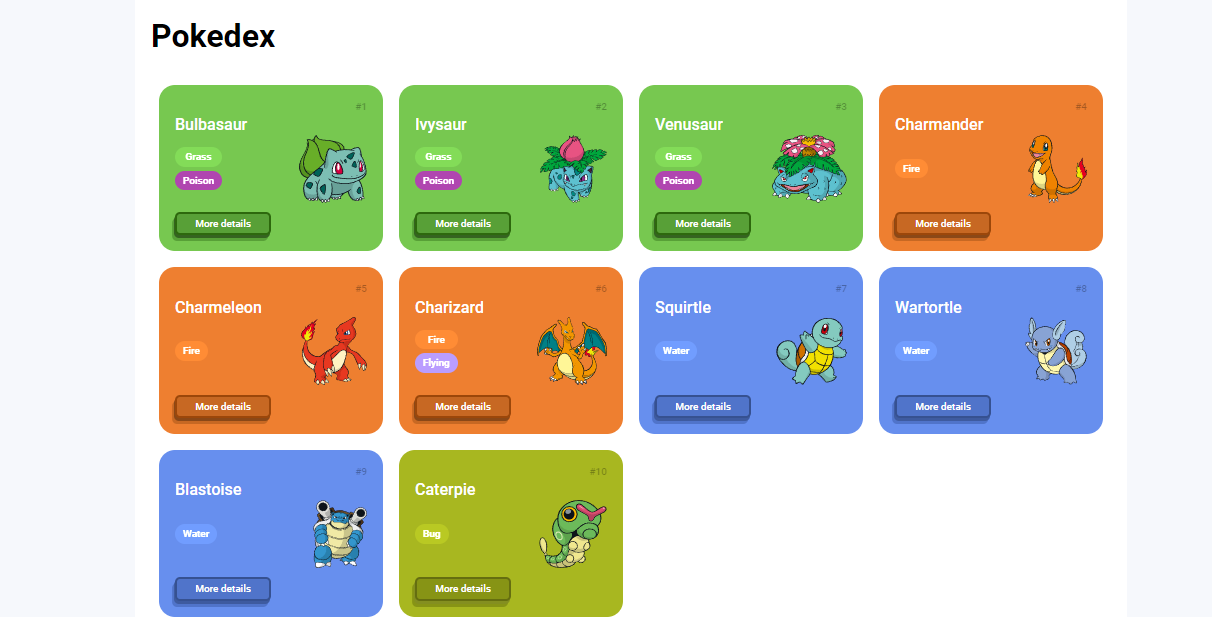 Pokedex
#1
Bulbasaur
Grass
Poison
More details
#2
Ivysaur
Grass
Poison
More details
#3
Venusaur
Grass
Poison
More details
#4
Charmander
Fire
More details
#5
Charmeleon
Fire
More details
#6
Charizard
Fire
Flying
More details
#7
Squirtle
Water
More details
#8
Wartortle
Water
More details
#9
Blastoise
Water
More details
#10
Caterpie
Bug
More details